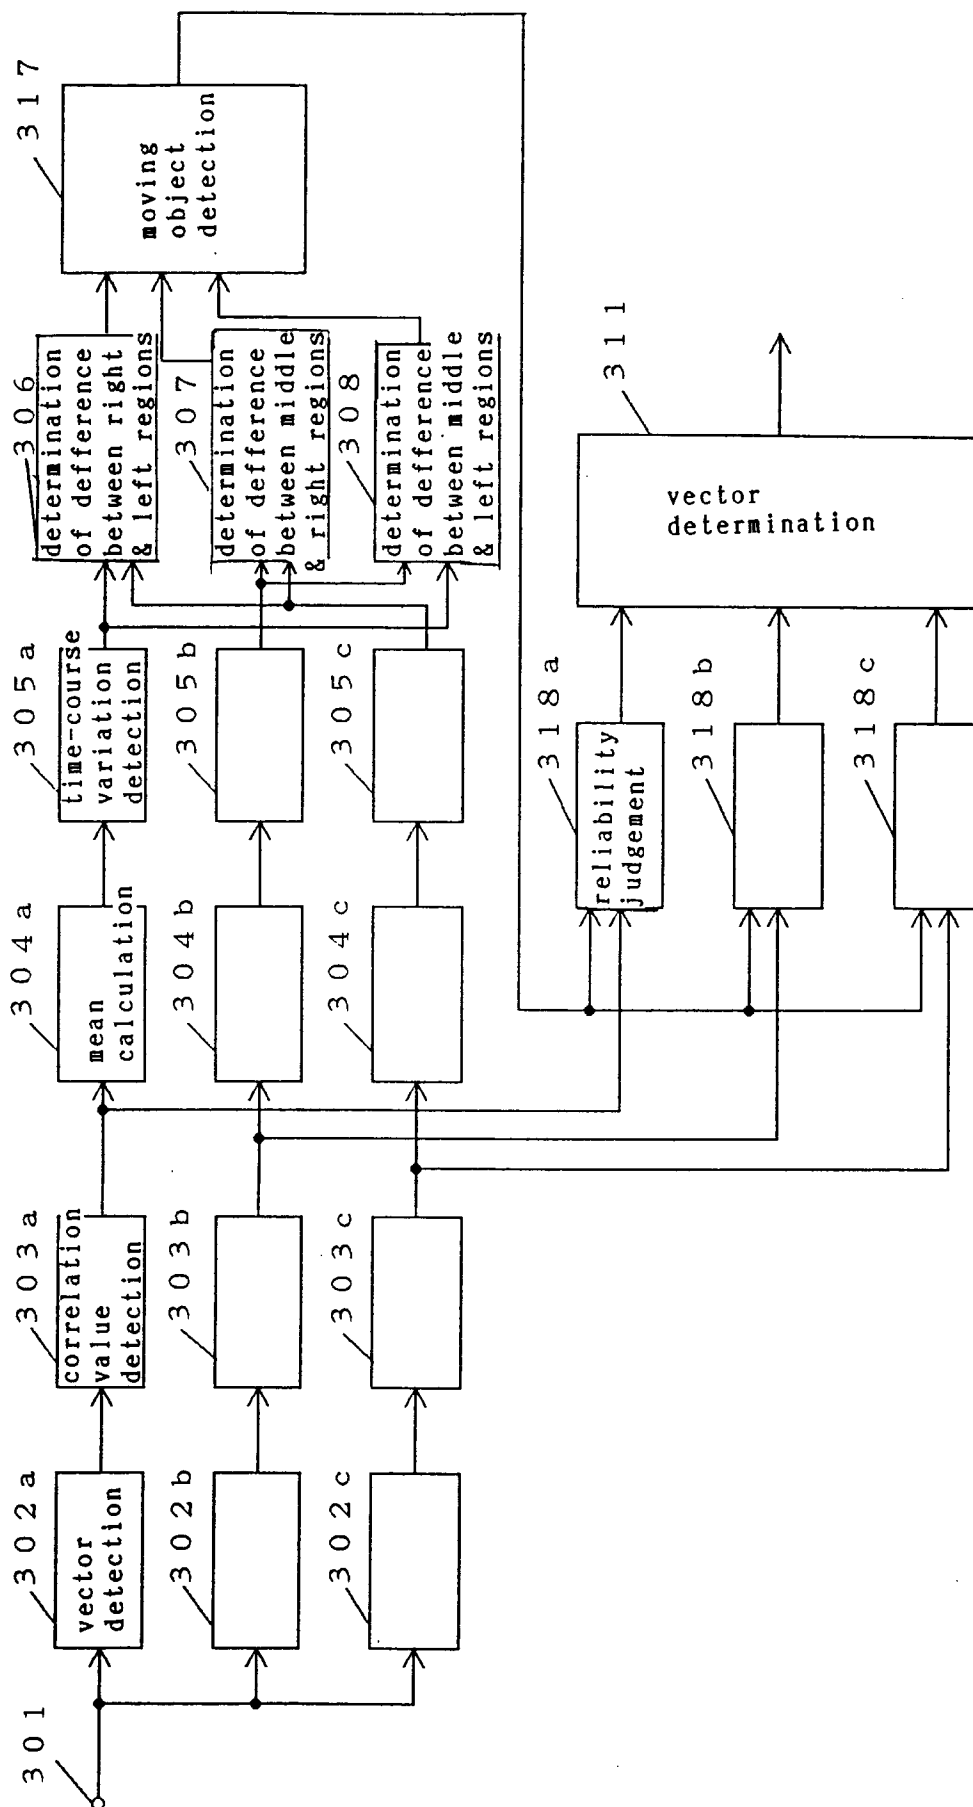 301
302a
vector
detection
302b
302c
303a
correlation
value
detection
303b
303c
304a
mean
calculation
304b
304c
305a
time-course
variation
detection
305b
305c
306
determination
of defference
between right
& left regions
307
determination
of defference
between middle
& right regions
308
determination
of defference
between middle
& left regions
317
moving
object
detection
318a
reliability
judgement
318b
318c
311
vector
determination